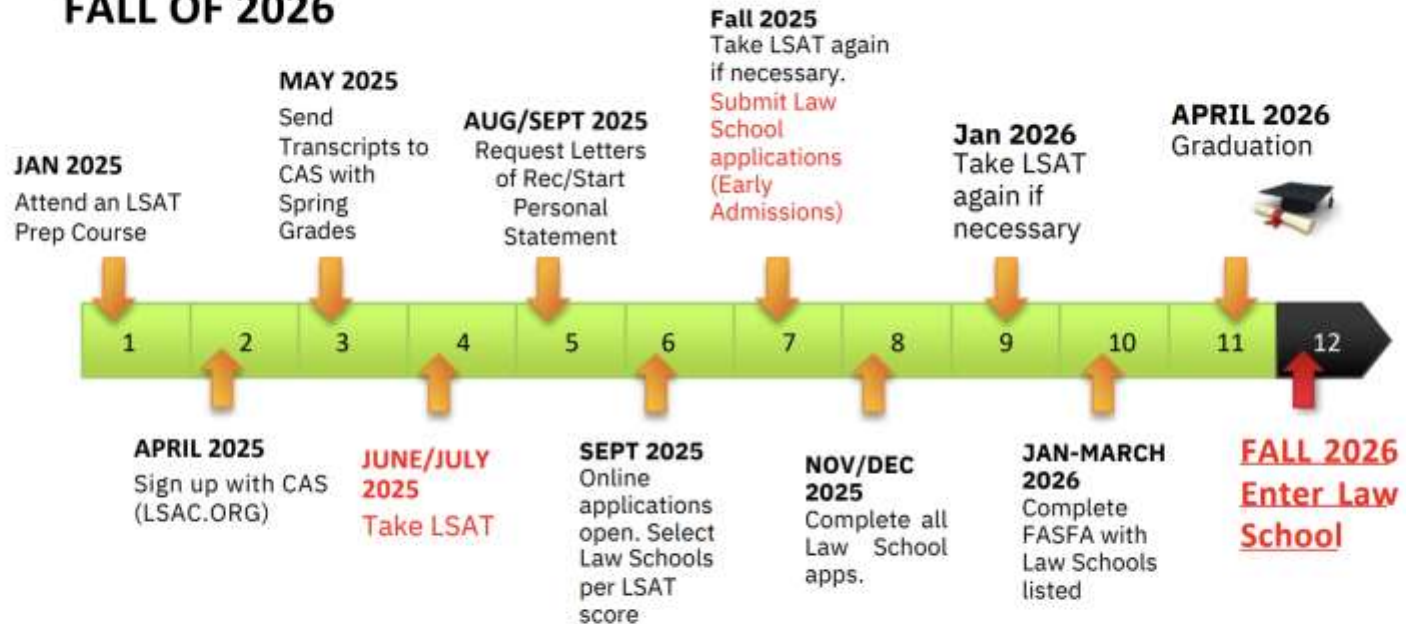 FALL OF 2026
JAN 2025
Attend an LSAT
Prep Course
MAY 2025
Send
Transcripts to
CAS with
Spring
Grades
AUG/SEPT 2025
Request Letters
of Rec/Start
Personal
Statement
Fall 2025
Take LSAT again
if necessary.
Submit Law
School
applications
(Early
Admissions)
Jan 2026
Take LSAT
again if
necessary
APRIL 2026
Graduation
1
2
3
4
5
6
7
8
9
10
11
12
APRIL 2025
Sign up with CAS
(LSAC.ORG)
JUNE/JULY
2025
Take LSAT
SEPT 2025
Online
applications
open. Select
Law Schools
per LSAT
score
NOV/DEC
2025
Complete all
Law School
apps.
JAN-MARCH
2026
Complete
FASFA with
Law Schools
listed
FALL 2026
Enter Law
School